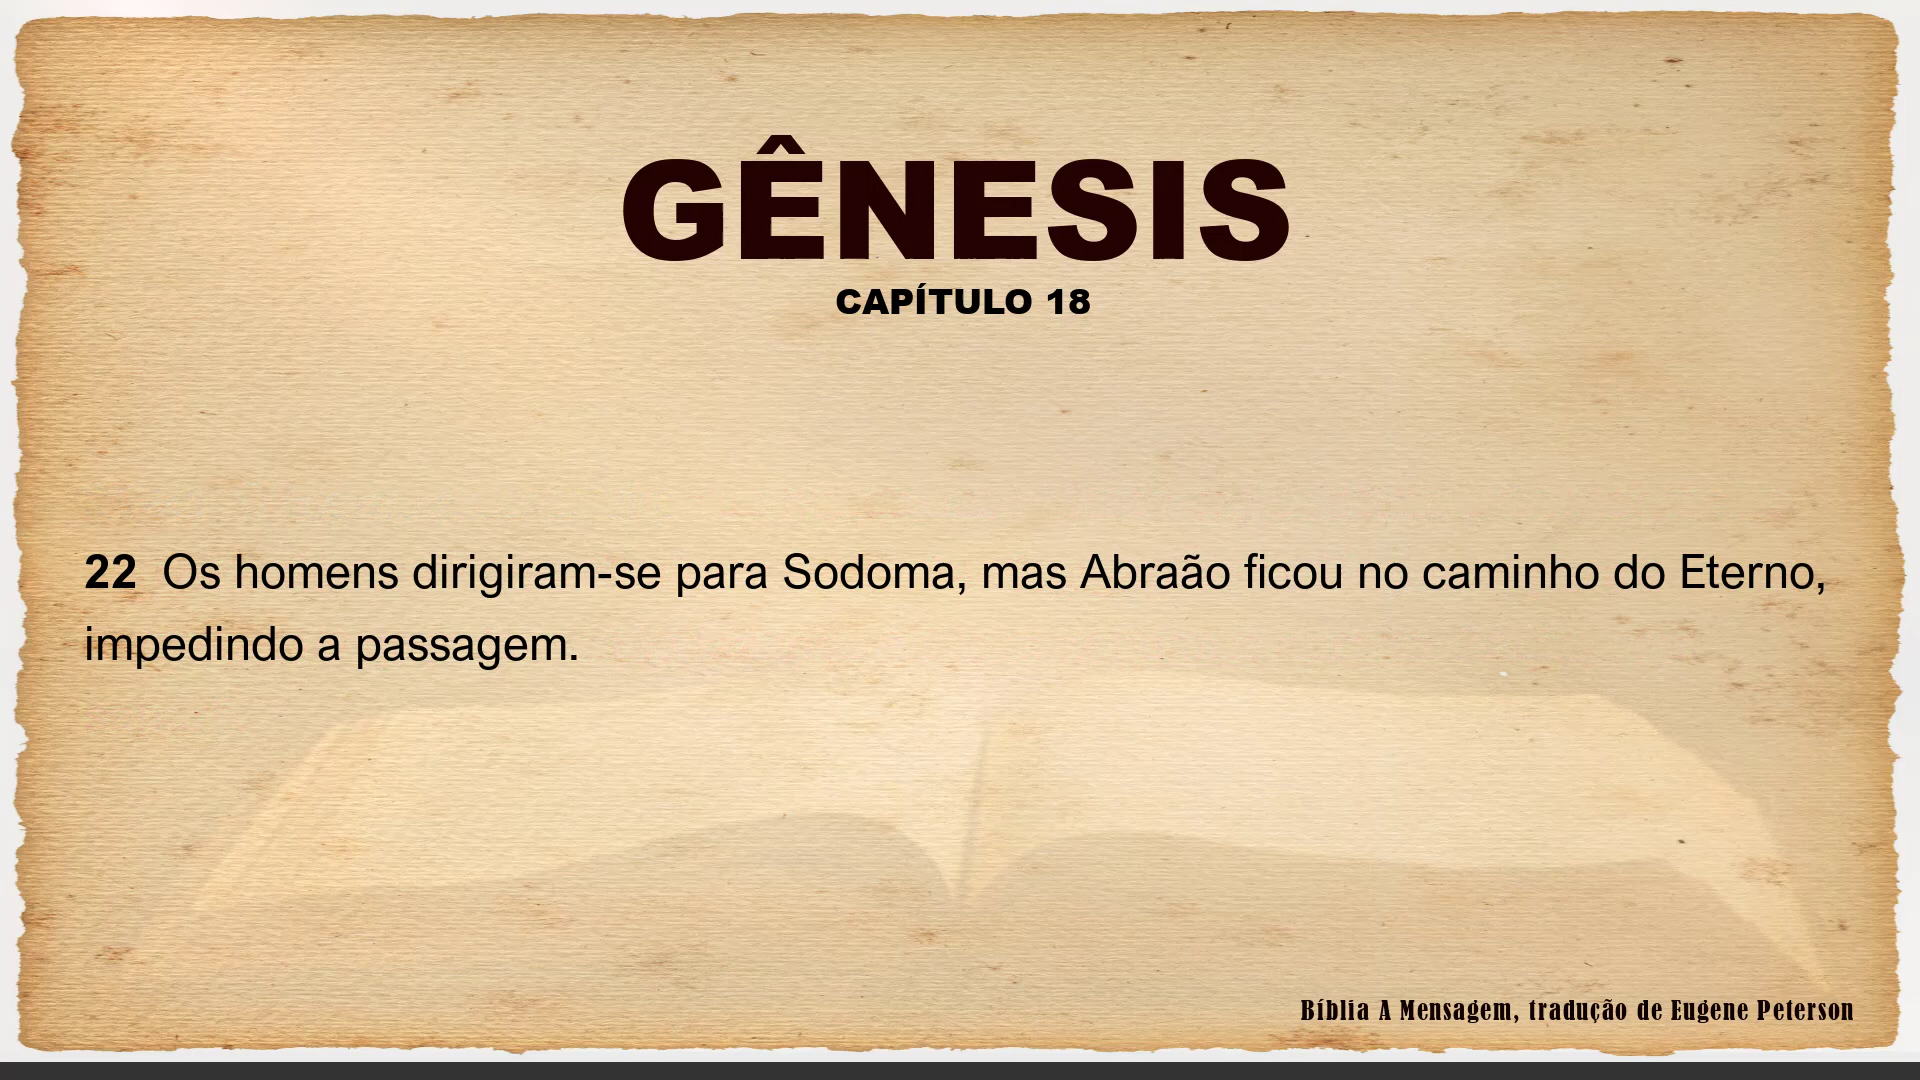 GÊNESIS
CAPÍTULO 18
22 Os homens dirigiram-se para Sodoma, mas Abraão ficou no caminho do Eterno,
impedindo a passagem.
Bíblia A Mensagem, tradução de Eugene Peterson